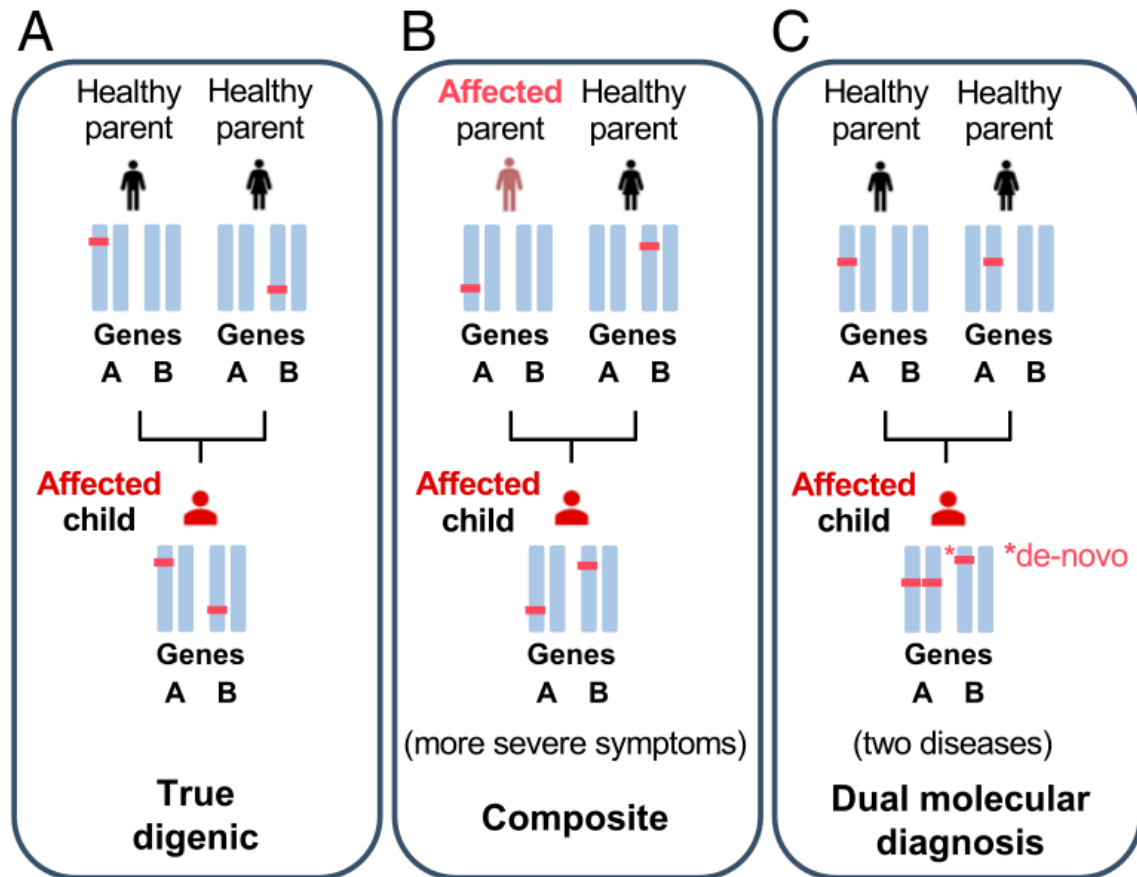 A
Healthy parent
Healthy parent
Genes
A B
Genes
A B
Affected
child
Genes
A B
True
digenic
B
Affected
parent
Healthy
parent
Genes
A B
Genes
A B
Affected
child
Genes
A B
(more severe symptoms)
Composite
C
Healthy
parent
Healthy
parent
Genes
A B
Genes
A B
Affected
child
*
*de-novo
Genes
A B
(two diseases)
Dual molecular
diagnosis